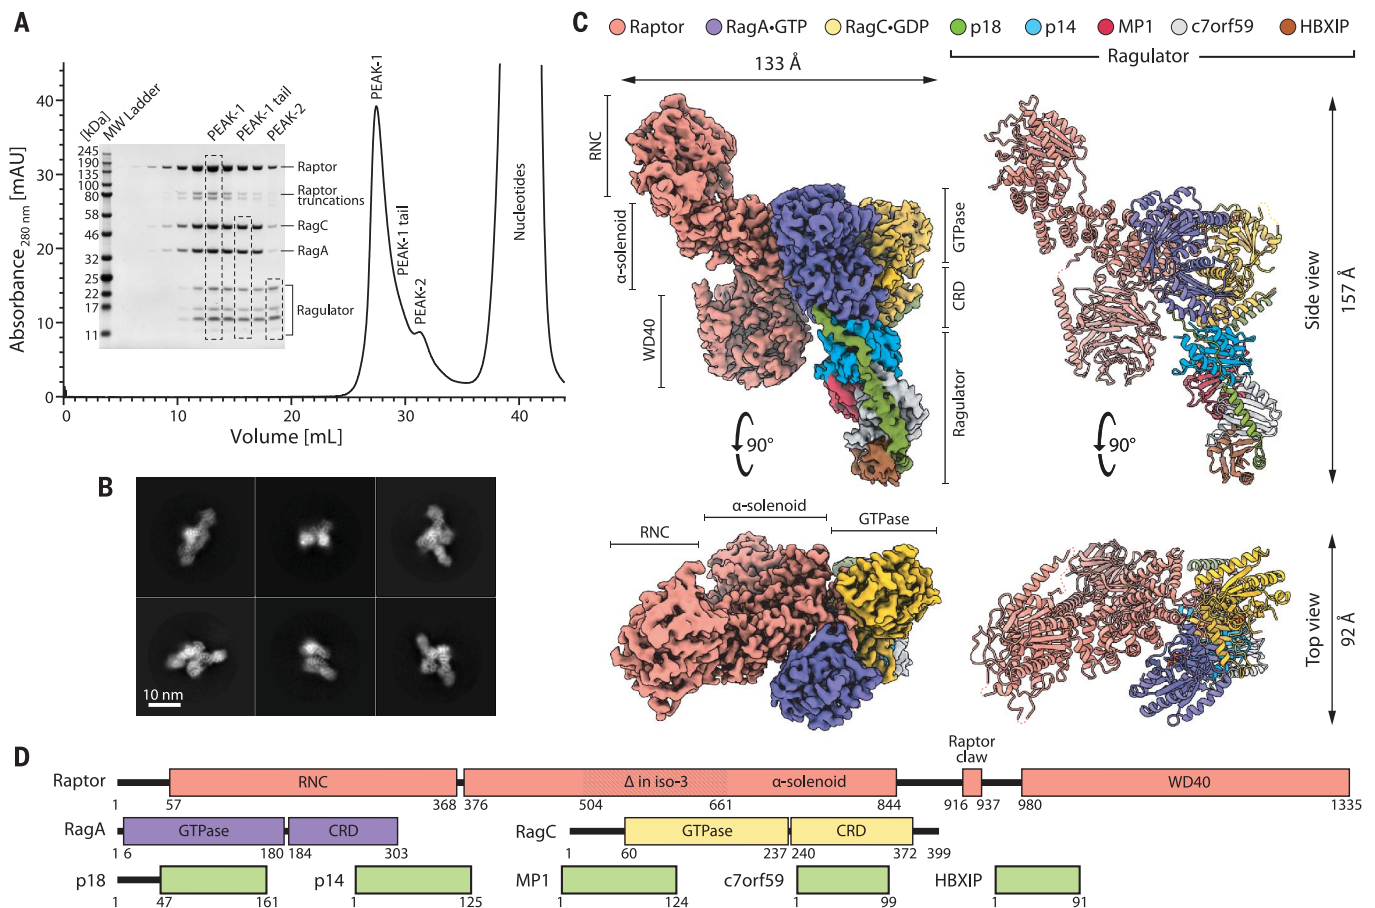 A
Absorbance 280 nm [mAU]
40
30
20
10
0
0
10
20
30
40
Volume [mL]
[kDa]
MW Ladder
PEAK-1
PEAK-1 tail
PEAK-2
245
190
135
100
80
58
46
32
25
22
17
11
Raptor
Raptor
truncations
RagC
RagA
Ragulator
PEAK-1
PEAK-1 tail
PEAK-2
Nucleotides
B
10 nm
C
Raptor RagA•GTP RagC•GDP p18 p14 MP1 c7orf59 HBXIP
Ragulator
133 Å
RNC
α-solenoid
WD40
GTPase
CRD
Ragulator
90°
90°
Side view
157 Å
RNC
α-solenoid
GTPase
Top view
92 Å
D
Raptor
RNC
Δ in iso-3
α-solenoid
Raptor
claw
WD40
1 57 368 376 504 661 844 916 937 980 1335
RagA GTPase CRD
1 6 180 184 303
RagC GTPase CRD
1 60 237 240 372 399
p18 p14 MP1 c7orf59 HBXIP
1 47 161 1 125 1 124 1 99 1 91